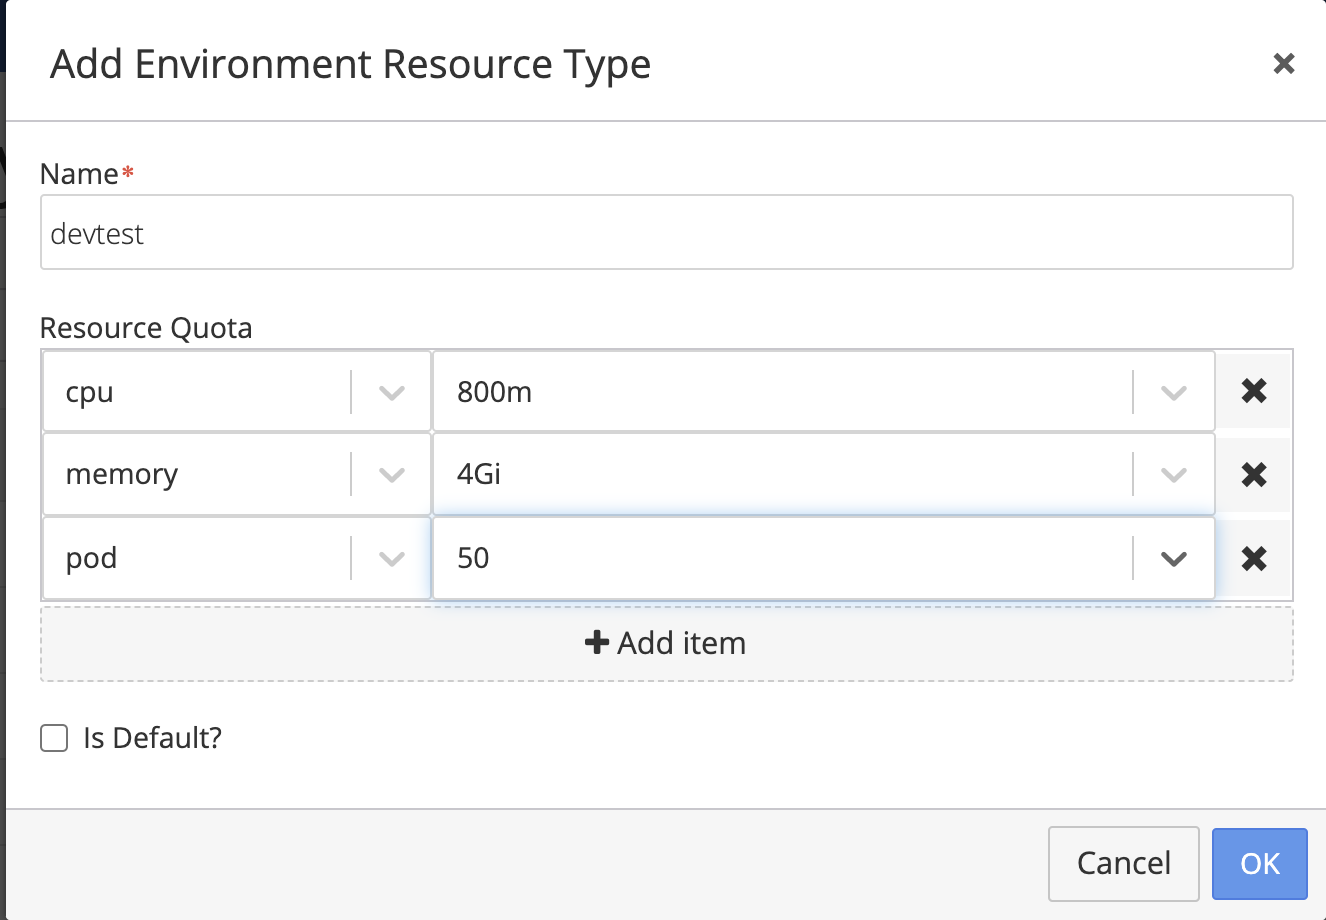 Add Environment Resource Type
Name*
devtest
Resource Quota
cpu 800m
memory 4Gi
pod 50
Add item
Is Default?
Cancel OK